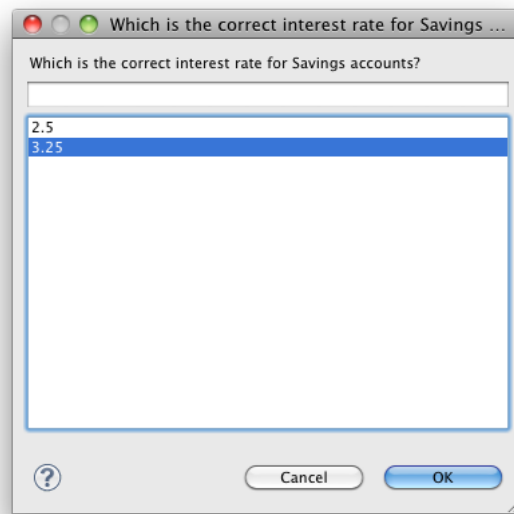 Which is the correct interest rate for Savings ...
Which is the correct interest rate for Savings accounts?
2.5
3.25
?
Cancel
OK